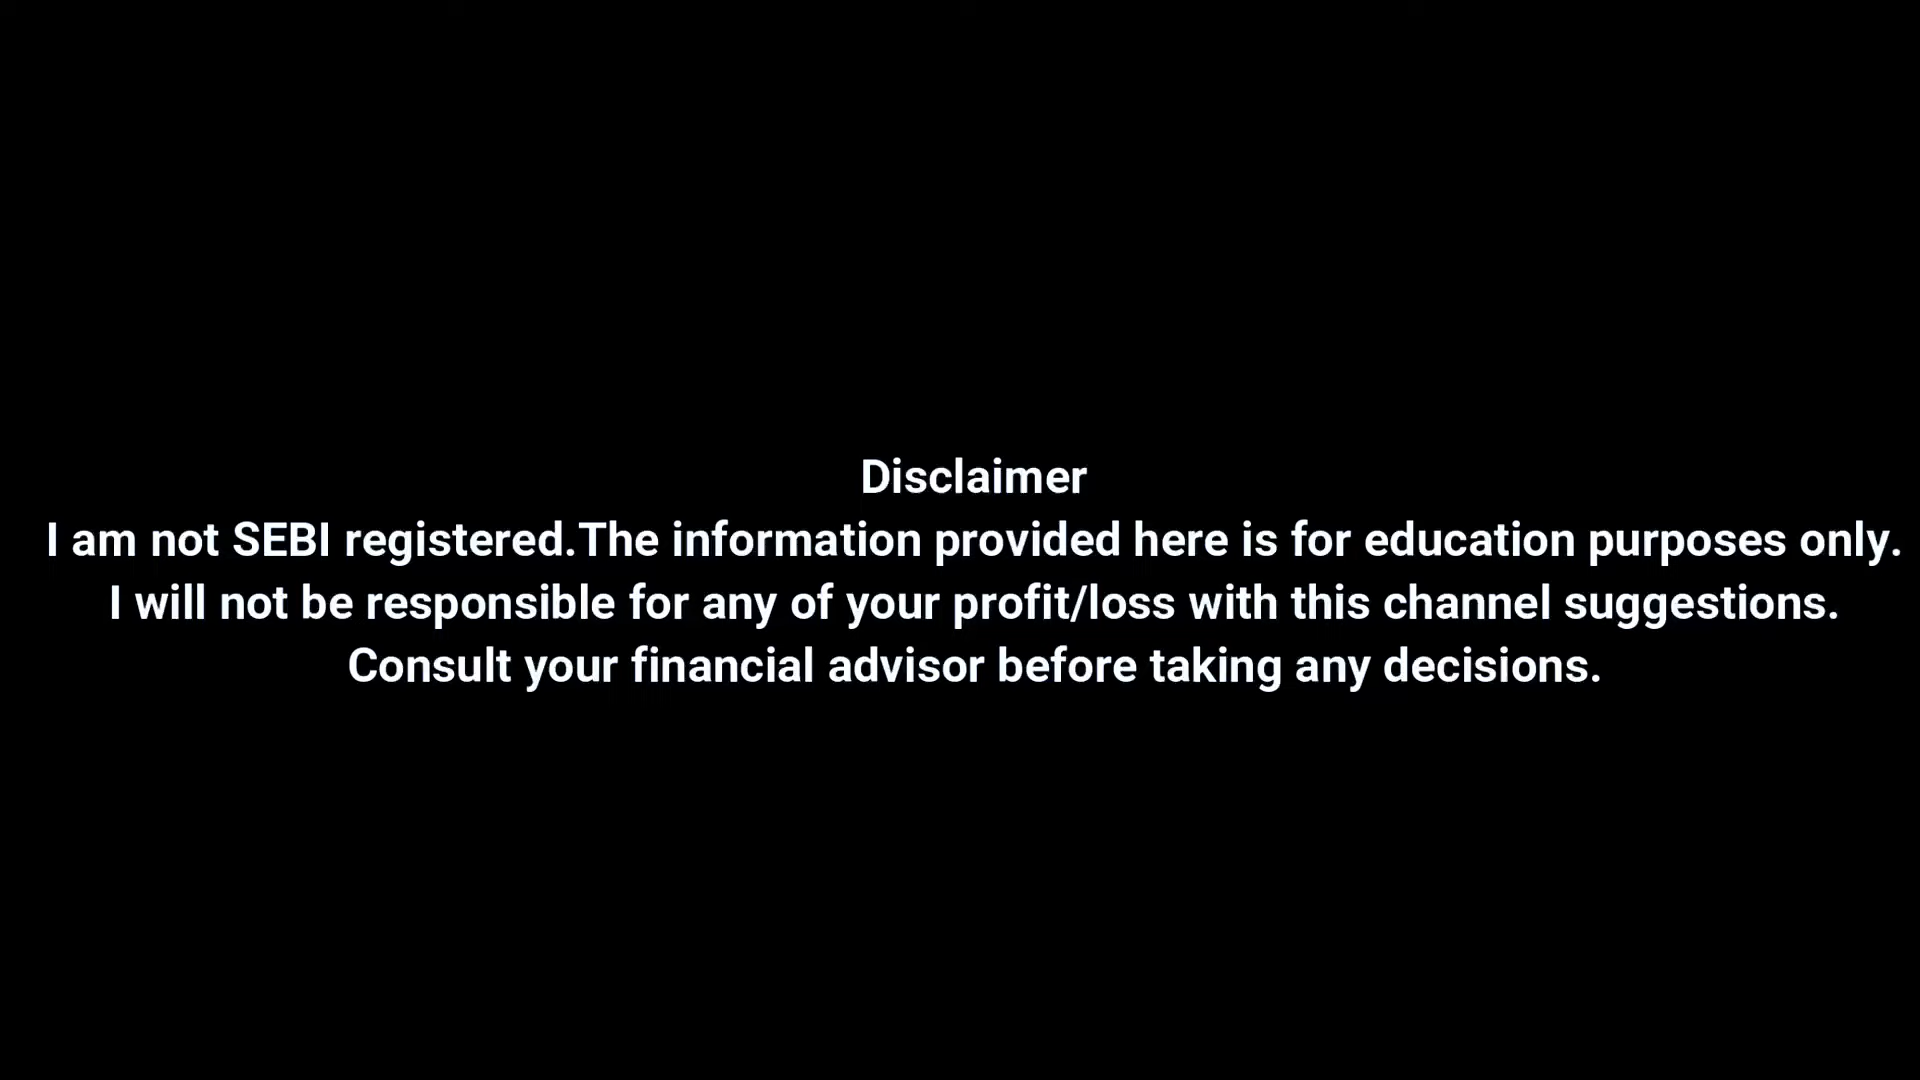 Disclaimer
I am not SEBI registered.The information provided here is for education purposes only.
I will not be responsible for any of your profit/loss with this channel suggestions.
Consult your financial advisor before taking any decisions.